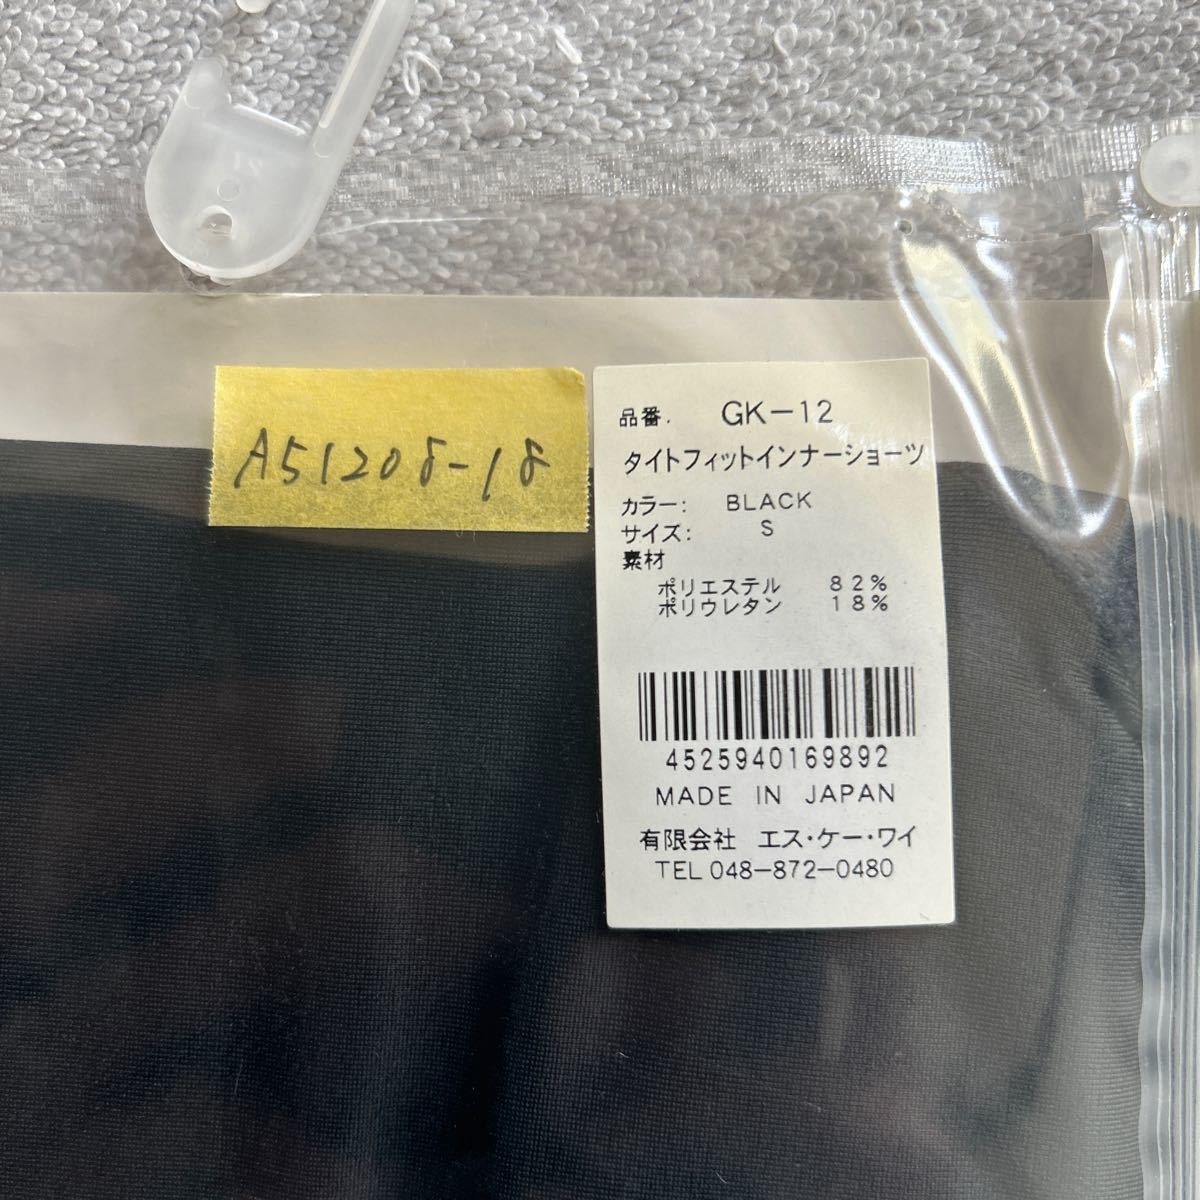 A51208-18
品番. GK-12
タイトフィットインナーショーツ
カラー: BLACK
サイズ: S
素材
ポリエステル 82%
ポリウレタン 18%
4525940169892
MADE IN JAPAN
有限会社 エス・ケー・ワイ
TEL 048-872-0480